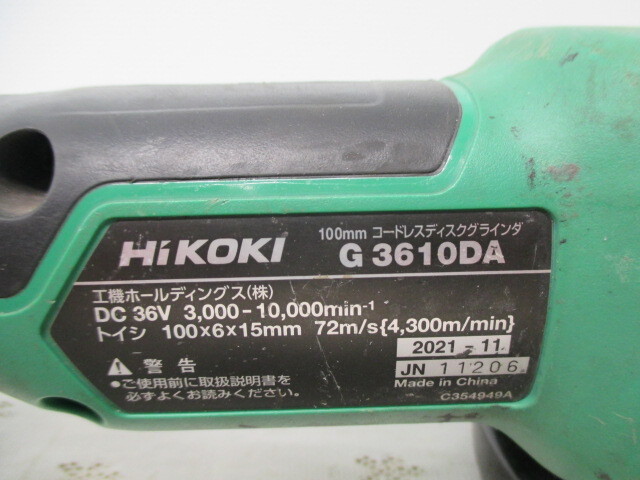 100mm コードレスディスクグラインダ
HiKOKI G 3610DA
工機ホールディングス(株)
DC 36V 3,000-10,000min-1
トイシ 100×6×15mm 72m/s{4,300m/min}
2021-11
JN 11206
Made in China
C354949A
警告
●ご使用前に取扱説明書を
必ずよくお読みください。